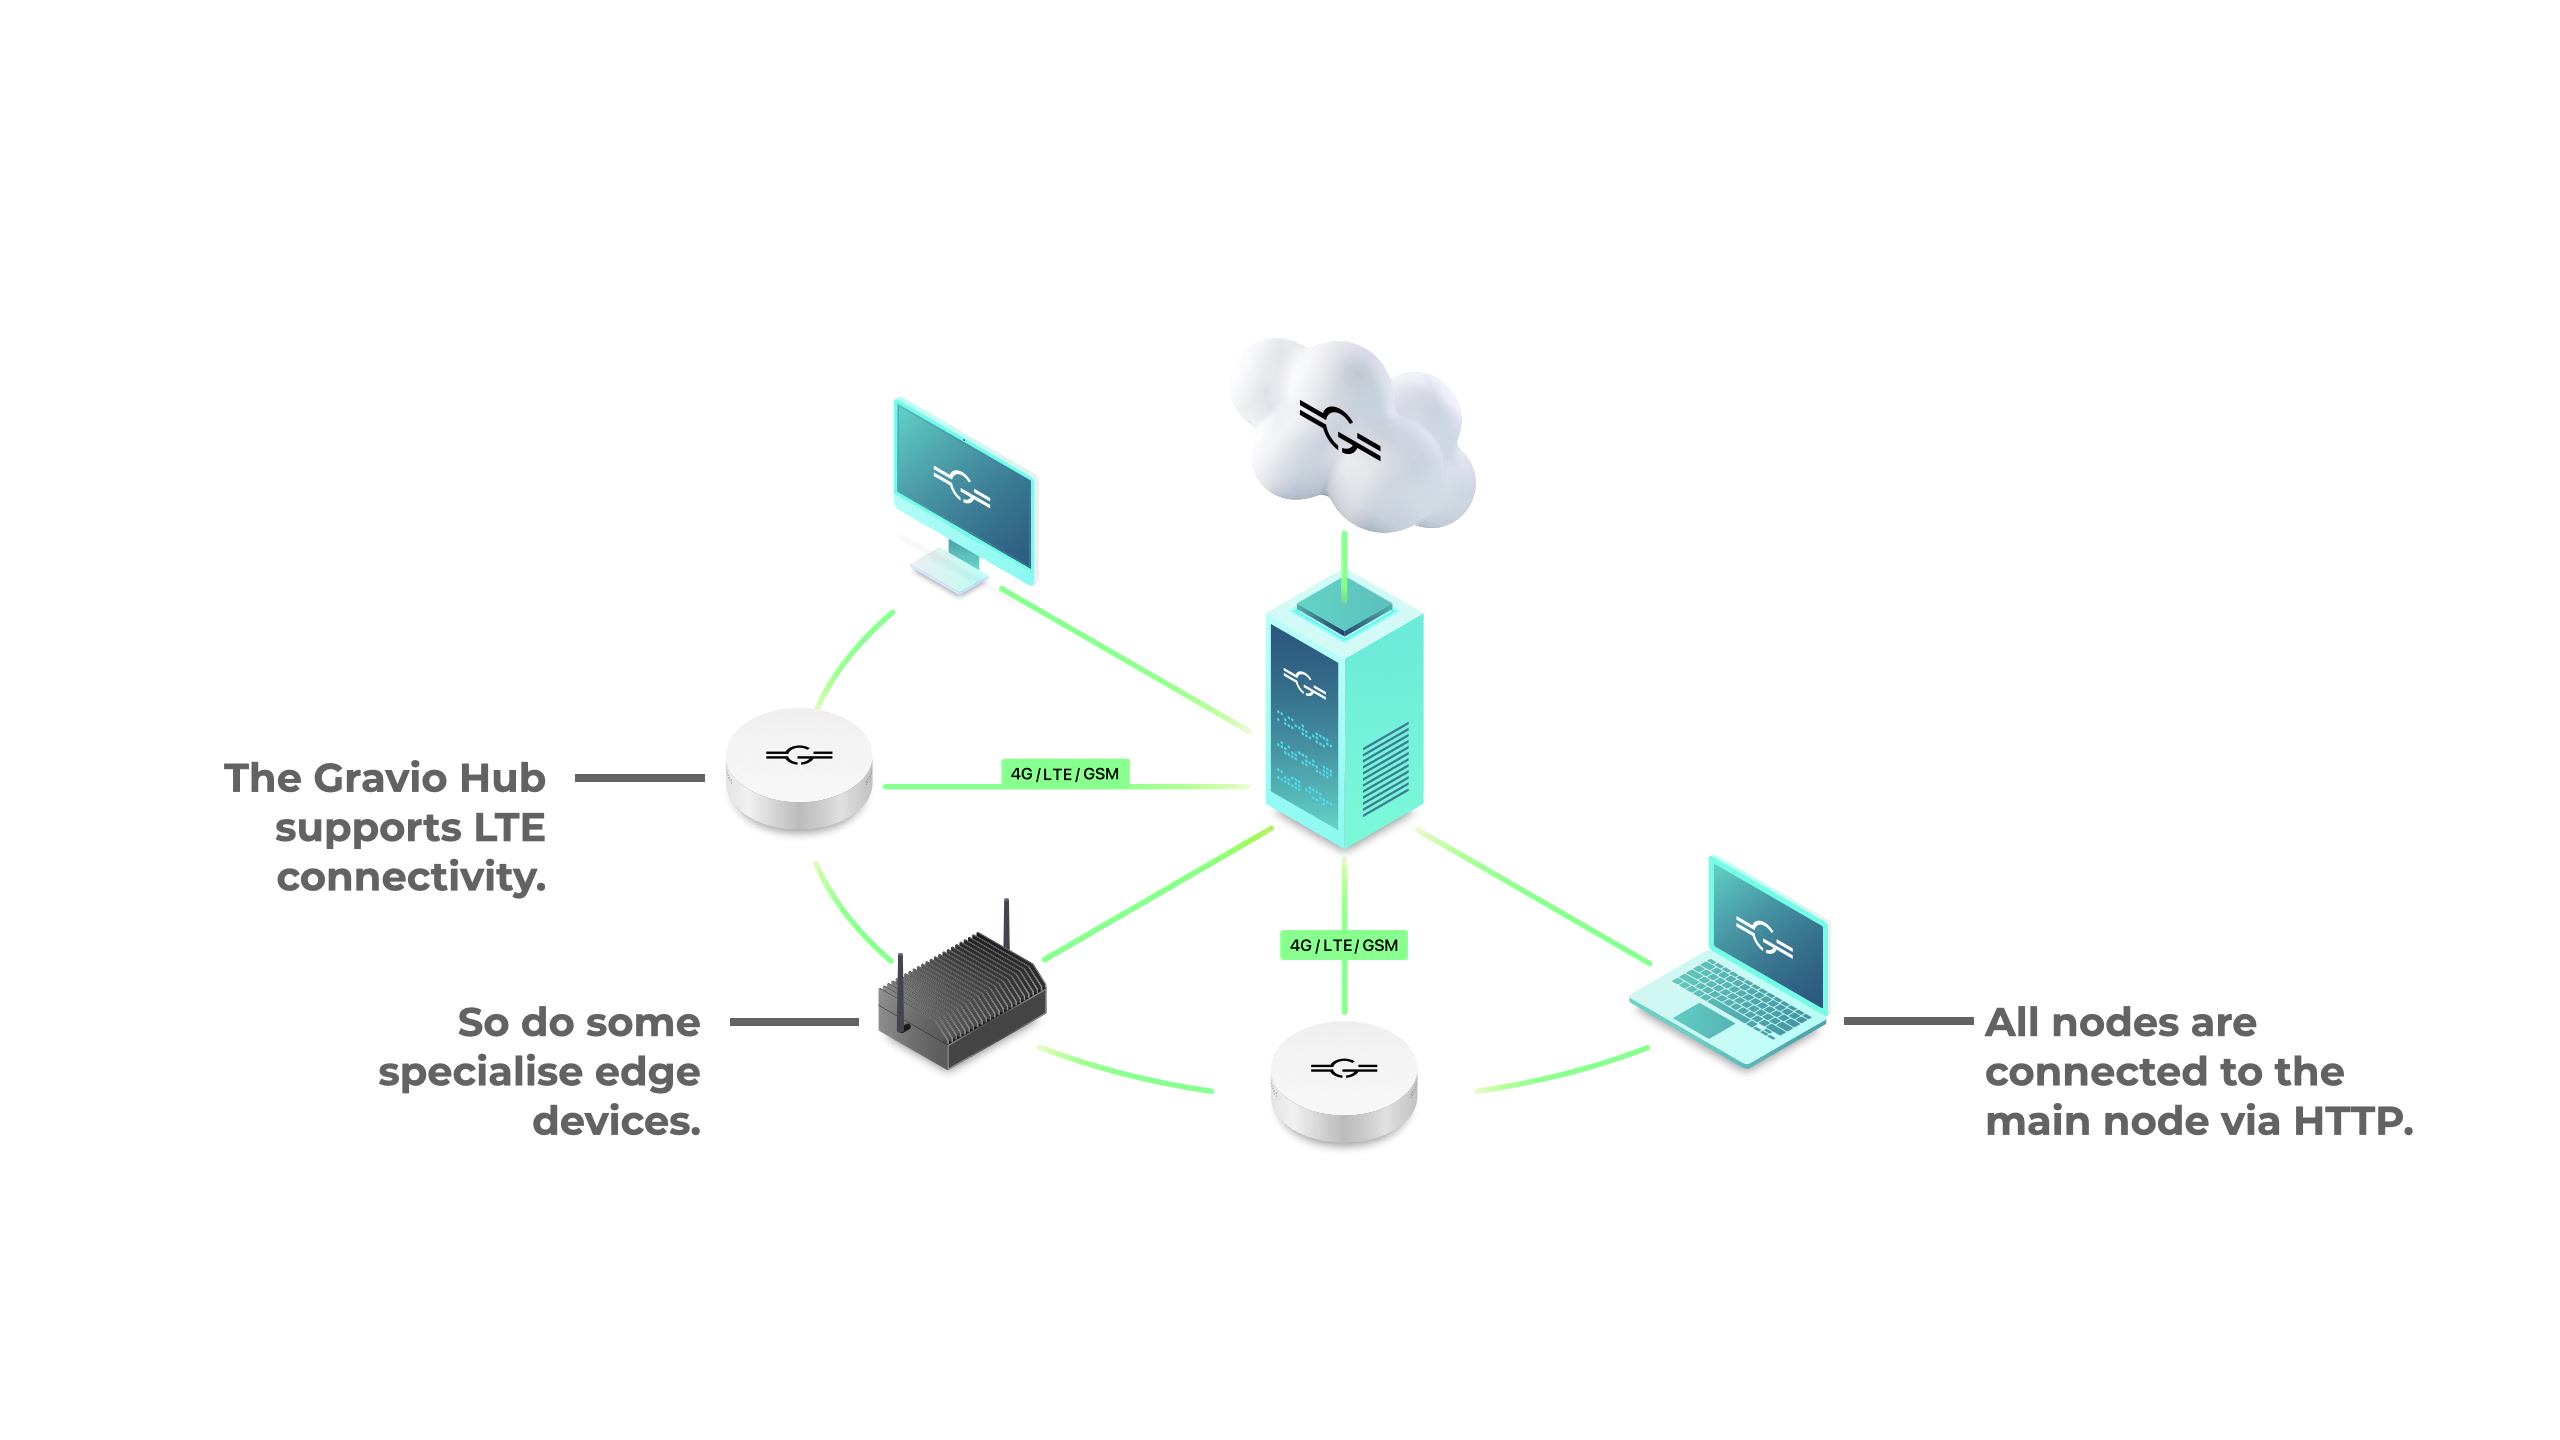 4G / LTE / GSM
The Gravio Hub
supports LTE
connectivity.
4G / LTE / GSM
So do some
specialise edge
devices.
All nodes are
connected to the
main node via HTTP.